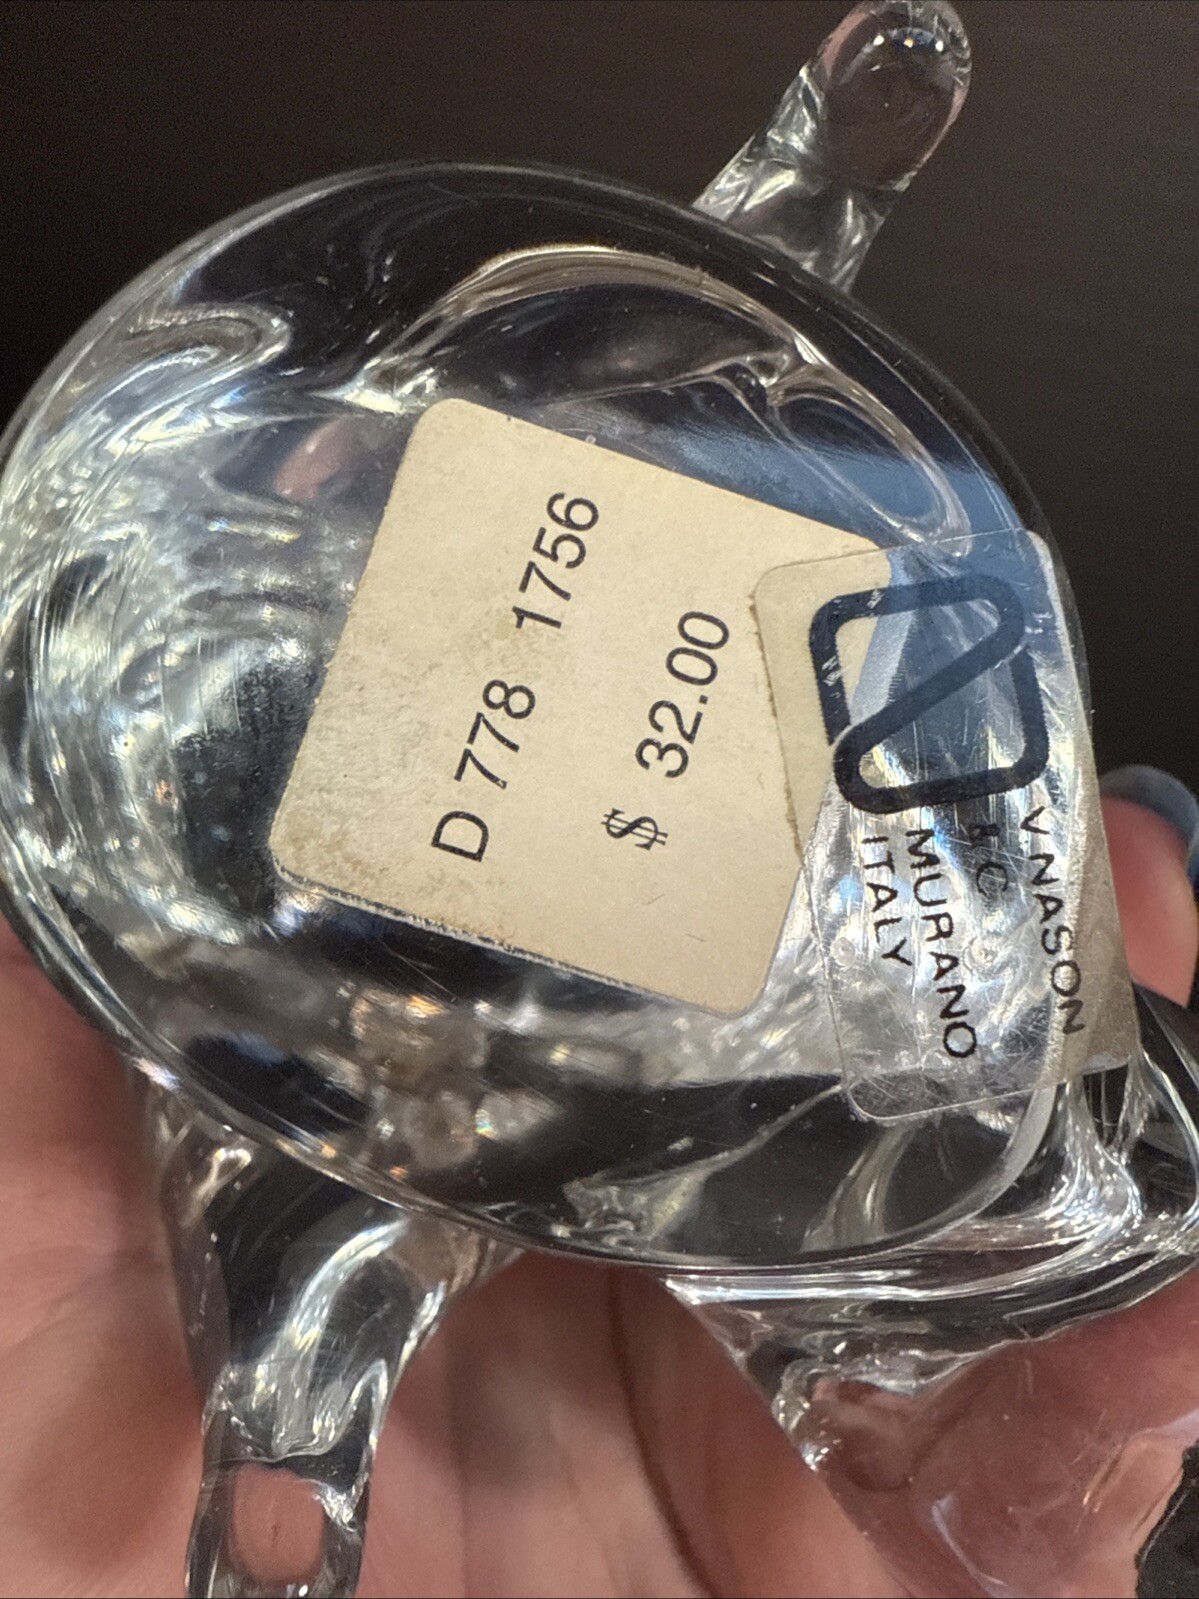 D 778 1756
$ 32.00
V NASON
& C
MURANO
ITALY